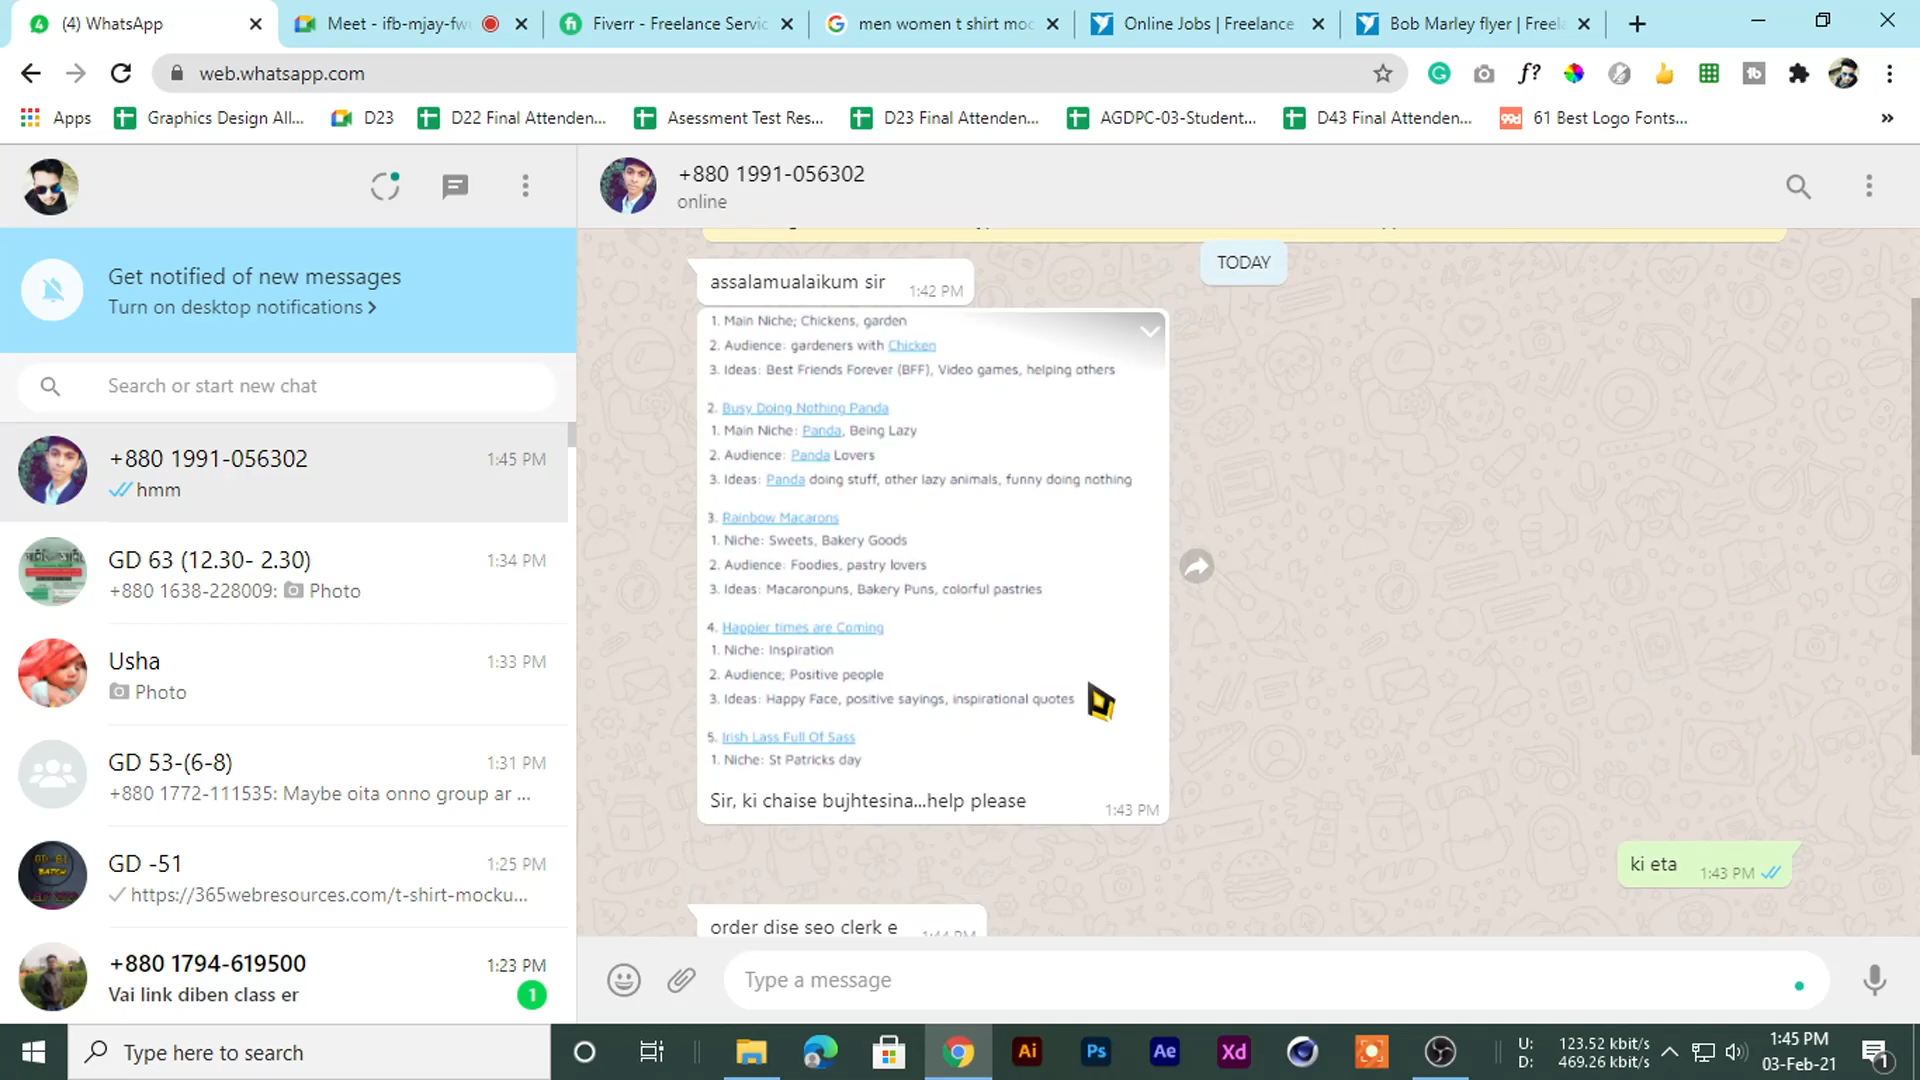 (4) WhatsApp
Meet - ifb-mjay-fw
Fiverr - Freelance Servic
men women t shirt moc
Online Jobs | Freelance
Bob Marley flyer | Freel
web.whatsapp.com
Apps
Graphics Design All...
D23
D22 Final Attenden...
Asessment Test Res...
D23 Final Attenden...
AGDPC-03-Student...
D43 Final Attenden...
99d
61 Best Logo Fonts...
»
+880 1991-056302
online
Get notified of new messages
Turn on desktop notifications >
Search or start new chat
+880 1991-056302
1:45 PM
hmm
GD 63 (12.30- 2.30)
1:34 PM
+880 1638-228009: Photo
Usha
1:33 PM
Photo
GD 53-(6-8)
1:31 PM
+880 1772-111535: Maybe oita onno group ar ...
GD -51
1:25 PM
https://365webresources.com/t-shirt-mocku...
+880 1794-619500
1:23 PM
Vai link diben class er
1
TODAY
assalamualaikum sir
1:42 PM
1. Main Niche; Chickens, garden
2. Audience: gardeners with Chicken
3. Ideas: Best Friends Forever (BFF), Video games, helping others
2. Busy Doing Nothing Panda
1. Main Niche: Panda, Being Lazy
2. Audience: Panda Lovers
3. Ideas: Panda doing stuff, other lazy animals, funny doing nothing
3. Rainbow Macarons
1. Niche: Sweets, Bakery Goods
2. Audience: Foodies, pastry lovers
3. Ideas: Macaronpuns, Bakery Puns, colorful pastries
4. Happier times are Coming
1. Niche: Inspiration
2. Audience; Positive people
3. Ideas: Happy Face, positive sayings, inspirational quotes
5. Irish Lass Full Of Sass
1. Niche: St Patricks day
Sir, ki chaise bujhtesina...help please
1:43 PM
ki eta
1:43 PM
order dise seo clerk e
1:44 PM
Type a message
Type here to search
Ai
Ps
Ae
Xd
U: 123.52 kbit/s
D: 469.26 kbit/s
1:45 PM
03-Feb-21
1